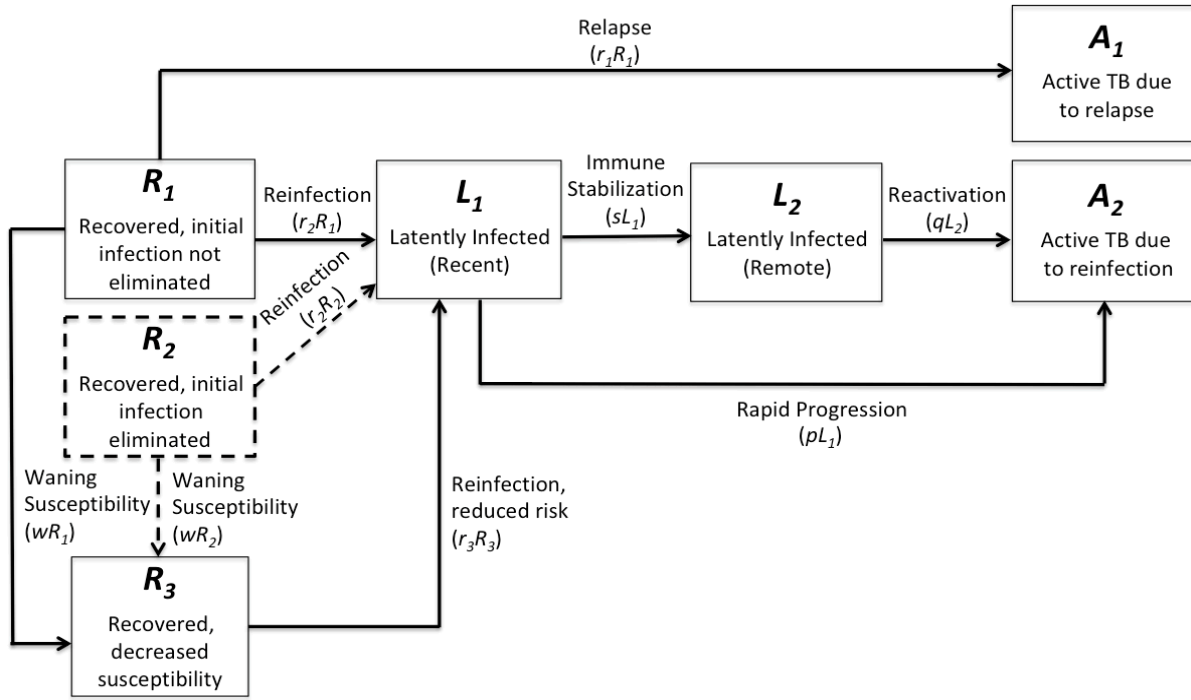 Relapse
(r₁R₁)
A₁
Active TB due
to relapse
R₁
Recovered, initial
infection not
eliminated
Reinfection
(r₂R₁)
L₁
Latently Infected
(Recent)
Immune
Stabilization
(sL₁)
L₂
Latently Infected
(Remote)
Reactivation
(qL₂)
A₂
Active TB due
to reinfection
Reinfection
(r₂R₂)
R₂
Recovered, initial
infection
eliminated
Rapid Progression
(pL₁)
Waning
Susceptibility
(wR₁)
Waning
Susceptibility
(wR₂)
Reinfection,
reduced risk
(r₃R₃)
R₃
Recovered,
decreased
susceptibility